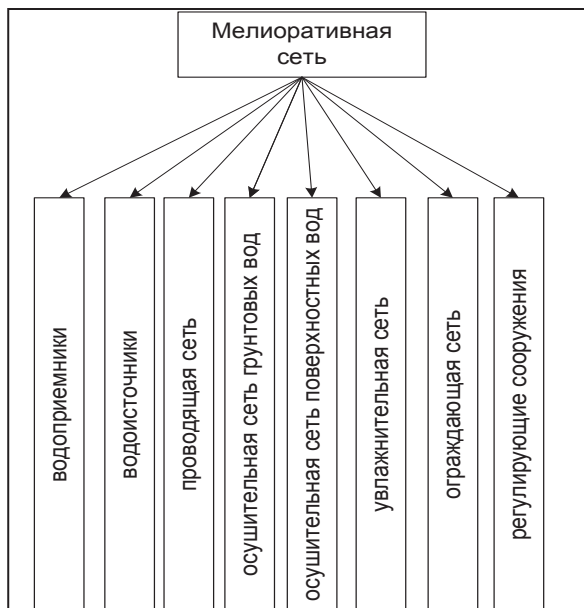 Мелиоративная
сеть
водоприемники
водоисточники
проводящая сеть
осушительная сеть грунтовых вод
осушительная сеть поверхностных вод
увлажнительная сеть
ограждающая сеть
регулирующие сооружения